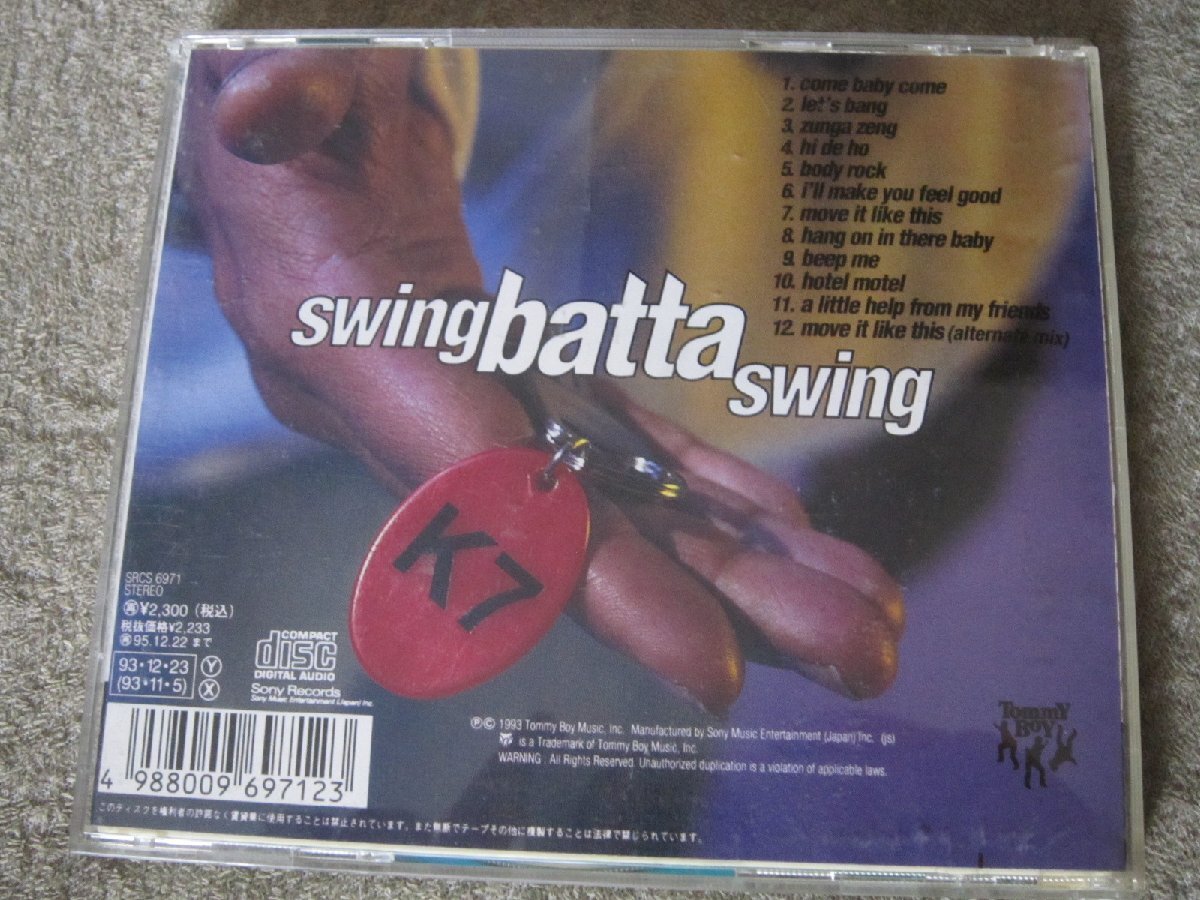 1. come baby come
2. let's bang
3. zunga zeng
4. hi de ho
5. body rock
6. i'll make you feel good
7. move it like this
8. hang on in there baby
9. beep me
10. hotel motel
11. a little help from my friends
12. move it like this (alternate mix)
swing batta swing
K7
SRCS 6971
STEREO
¥2,300 (税込)
税抜価格¥2,233
95.12.22 まで
93・12・23 Y
(93・11・5) X
COMPACT
disc
DIGITAL AUDIO
Sony Records
Sony Music Entertainment (Japan) Inc.
4 988009 697123
Ⓟ© 1993 Tommy Boy Music, Inc. Manufactured by Sony Music Entertainment (Japan) Inc. (js)
is a Trademark of Tommy Boy Music, Inc.
WARNING : All Rights Reserved. Unauthorized duplication is a violation of applicable laws.
Tommy
Boy
このディスクを権利者の許諾なく賃貸業に使用することは禁止されています。また無断でテープその他に複製することは法律で禁じられています。